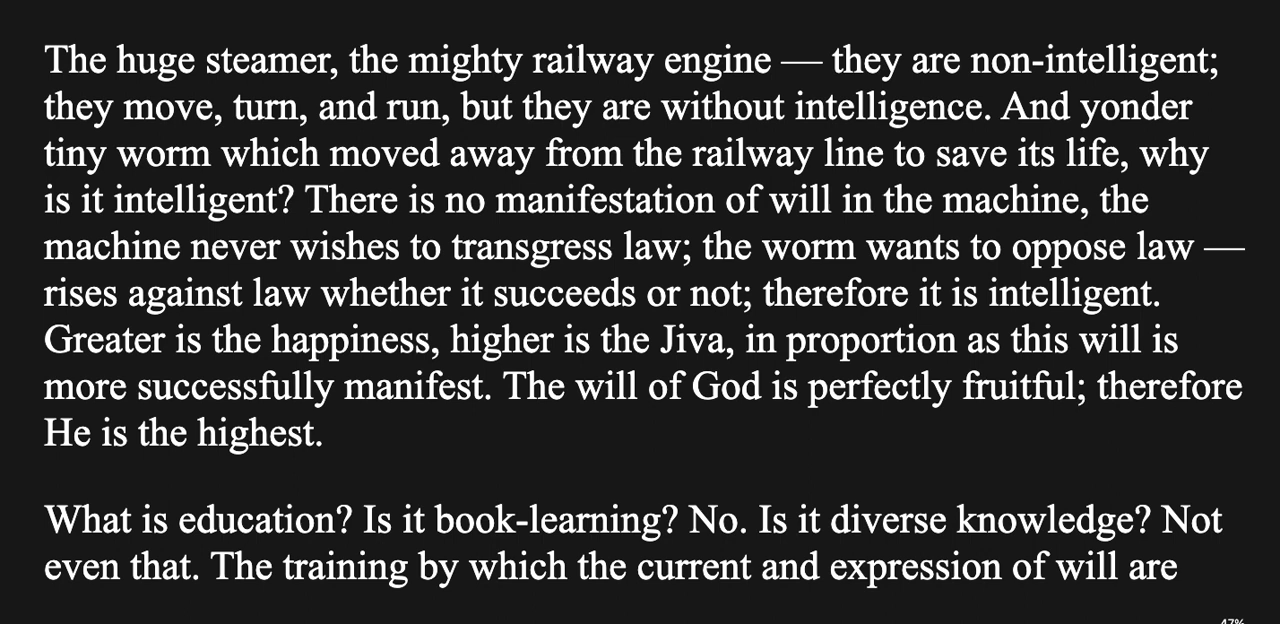 The huge steamer, the mighty railway engine — they are non-intelligent;
they move, turn, and run, but they are without intelligence. And yonder
tiny worm which moved away from the railway line to save its life, why
is it intelligent? There is no manifestation of will in the machine, the
machine never wishes to transgress law; the worm wants to oppose law —
rises against law whether it succeeds or not; therefore it is intelligent.
Greater is the happiness, higher is the Jiva, in proportion as this will is
more successfully manifest. The will of God is perfectly fruitful; therefore
He is the highest.
What is education? Is it book-learning? No. Is it diverse knowledge? Not
even that. The training by which the current and expression of will are